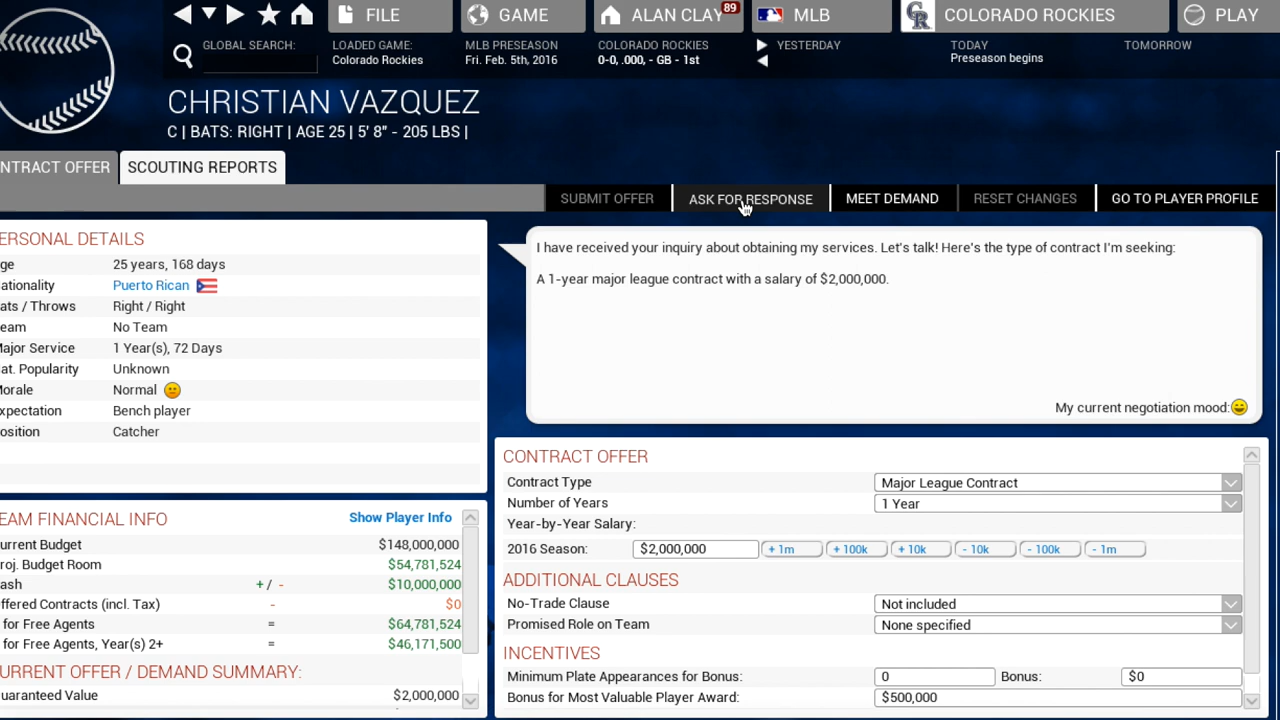 FILE
GAME
ALAN CLAY
89
MLB
COLORADO ROCKIES
PLAY
GLOBAL SEARCH:
LOADED GAME:
Colorado Rockies
MLB PRESEASON
Fri. Feb. 5th, 2016
COLORADO ROCKIES
0-0, .000, - GB - 1st
YESTERDAY
TODAY
Preseason begins
TOMORROW
CHRISTIAN VAZQUEZ
C | BATS: RIGHT | AGE 25 | 5' 8" - 205 LBS |
NTRACT OFFER
SCOUTING REPORTS
SUBMIT OFFER
ASK FOR RESPONSE
MEET DEMAND
RESET CHANGES
GO TO PLAYER PROFILE
ERSONAL DETAILS
ge 25 years, 168 days
ationality Puerto Rican
ats / Throws Right / Right
eam No Team
Major Service 1 Year(s), 72 Days
at. Popularity Unknown
Morale Normal
xpectation Bench player
osition Catcher
I have received your inquiry about obtaining my services. Let's talk! Here's the type of contract I'm seeking:
A 1-year major league contract with a salary of $2,000,000.
My current negotiation mood:
EAM FINANCIAL INFO Show Player Info
urrent Budget $148,000,000
roj. Budget Room $54,781,524
ash + / - $10,000,000
ffered Contracts (incl. Tax) - $0
for Free Agents = $64,781,524
for Free Agents, Year(s) 2+ = $46,171,500
URRENT OFFER / DEMAND SUMMARY:
uaranteed Value $2,000,000
CONTRACT OFFER
Contract Type Major League Contract
Number of Years 1 Year
Year-by-Year Salary:
2016 Season: $2,000,000 + 1m + 100k + 10k - 10k - 100k - 1m
ADDITIONAL CLAUSES
No-Trade Clause Not included
Promised Role on Team None specified
INCENTIVES
Minimum Plate Appearances for Bonus: 0 Bonus: $0
Bonus for Most Valuable Player Award: $500,000